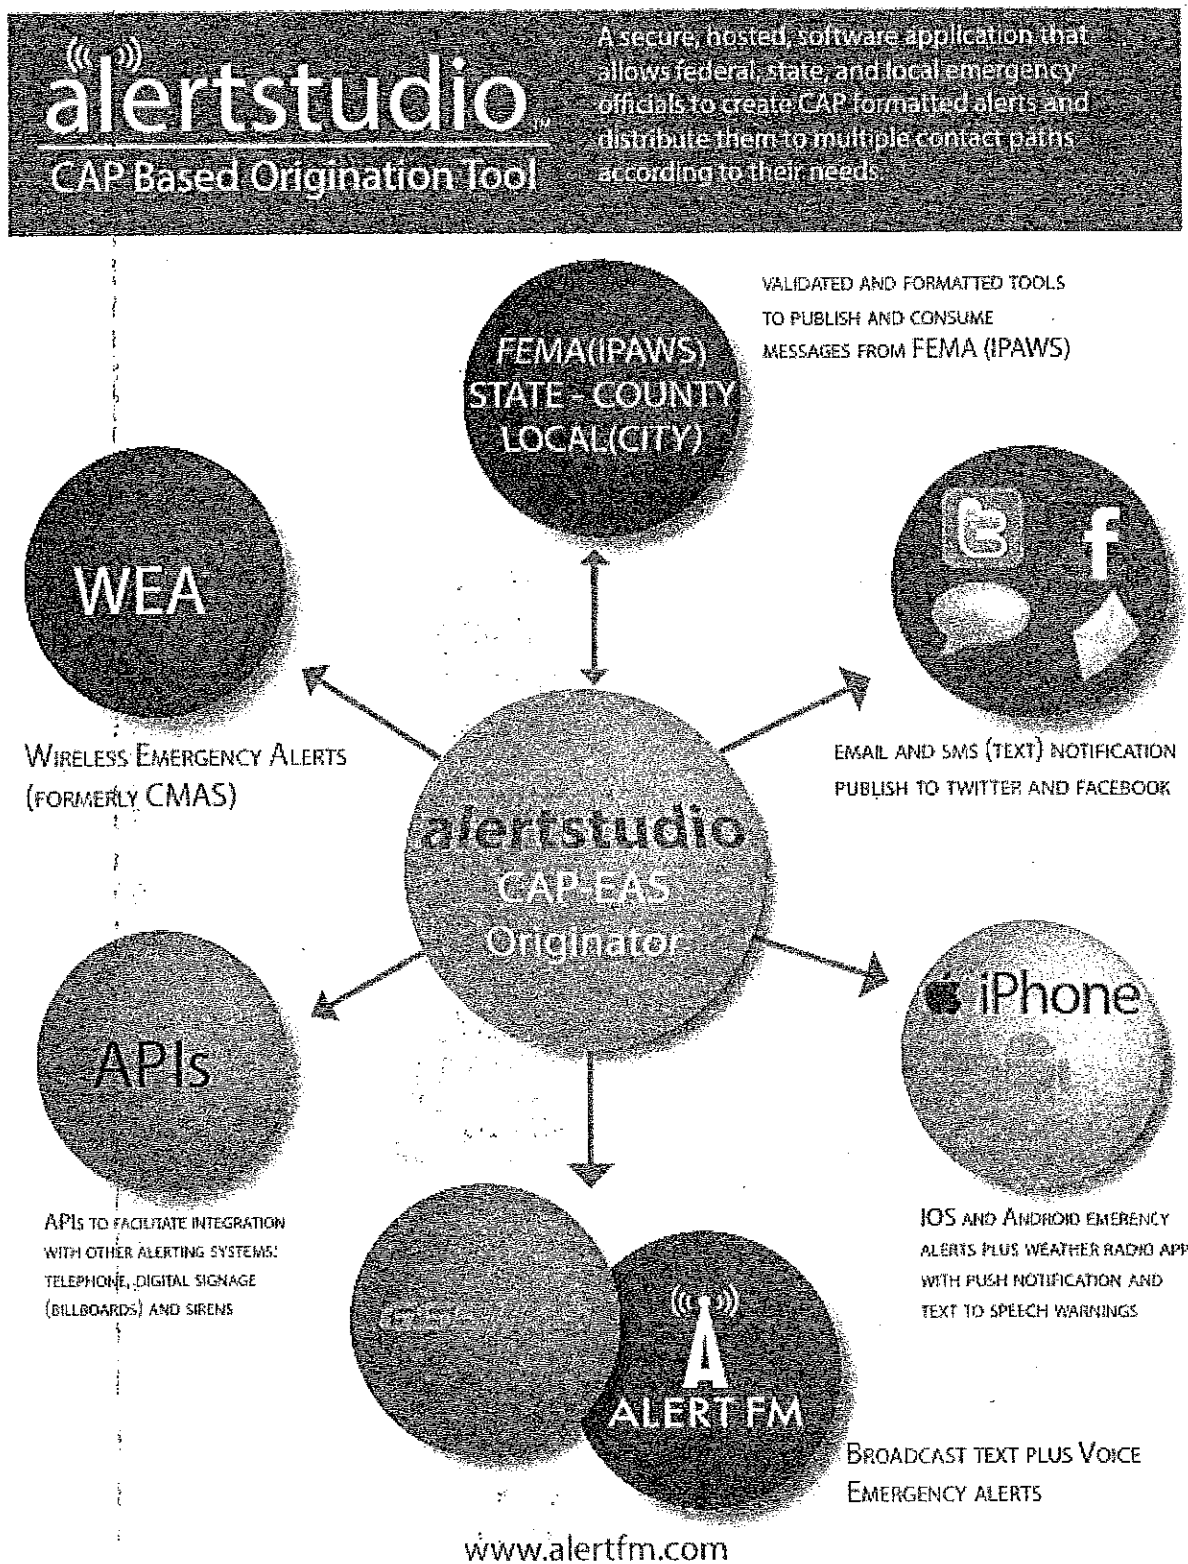 alertstudio™
CAP Based Origination Tool
A secure, hosted, software application that
allows federal, state, and local emergency
officials to create CAP formatted alerts and
distribute them to multiple contact paths
according to their needs.
FEMA(IPAWS)
STATE - COUNTY
LOCAL(CITY)
VALIDATED AND FORMATTED TOOLS
TO PUBLISH AND CONSUME
MESSAGES FROM FEMA (IPAWS)
WEA
WIRELESS EMERGENCY ALERTS
(FORMERLY CMAS)
t
f
EMAIL AND SMS (TEXT) NOTIFICATION
PUBLISH TO TWITTER AND FACEBOOK
alertstudio
CAP-EAS
Originator
APIs
APIS TO FACILITATE INTEGRATION
WITH OTHER ALERTING SYSTEMS:
TELEPHONE, DIGITAL SIGNAGE
(BILLBOARDS) AND SIRENS
iPhone
IOS AND ANDROID EMERENCY
ALERTS PLUS WEATHER RADIO APP
WITH PUSH NOTIFICATION AND
TEXT TO SPEECH WARNINGS
ALERT FM
BROADCAST TEXT PLUS VOICE
EMERGENCY ALERTS
www.alertfm.com